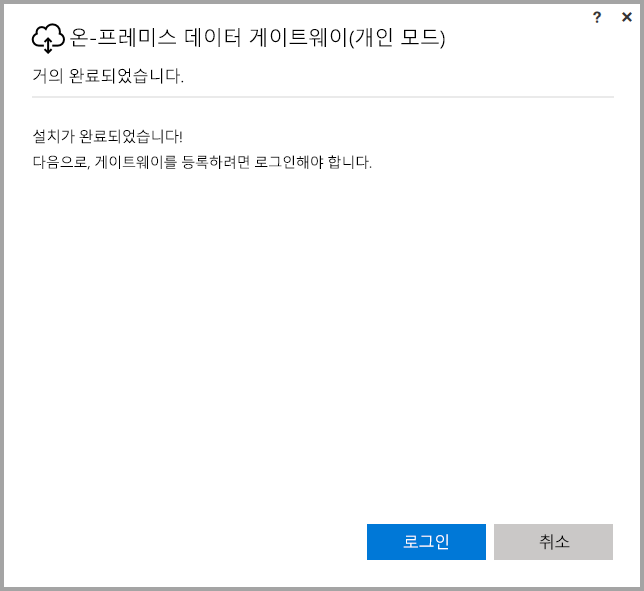 ? ×
온-프레미스 데이터 게이트웨이(개인 모드)
거의 완료되었습니다.
설치가 완료되었습니다!
다음으로, 게이트웨이를 등록하려면 로그인해야 합니다.
로그인 취소